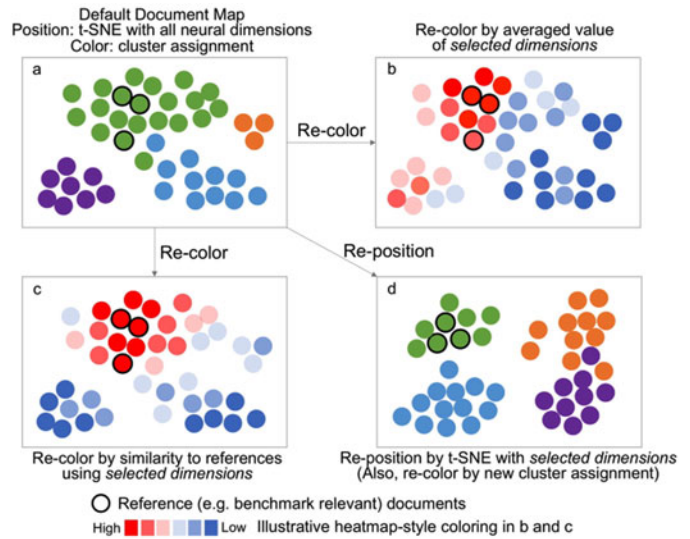 Default Document Map
Position: t-SNE with all neural dimensions
Color: cluster assignment
Re-color by averaged value
of selected dimensions
a
b
Re-color
Re-color
Re-position
c
d
Re-color by similarity to references
using selected dimensions
Re-position by t-SNE with selected dimensions
(Also, re-color by new cluster assignment)
Reference (e.g. benchmark relevant) documents
High Low Illustrative heatmap-style coloring in b and c